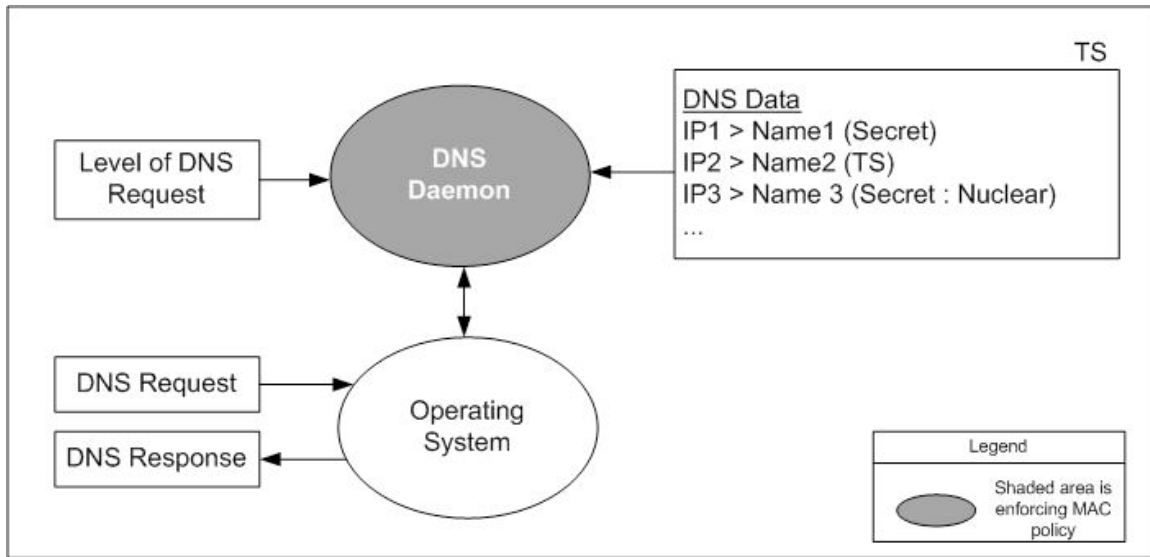 TS
DNS Data
IP1 > Name1 (Secret)
IP2 > Name2 (TS)
IP3 > Name 3 (Secret : Nuclear)
...
Level of DNS
Request
DNS
Daemon
DNS Request
DNS Response
Operating
System
Legend
Shaded area is
enforcing MAC
policy